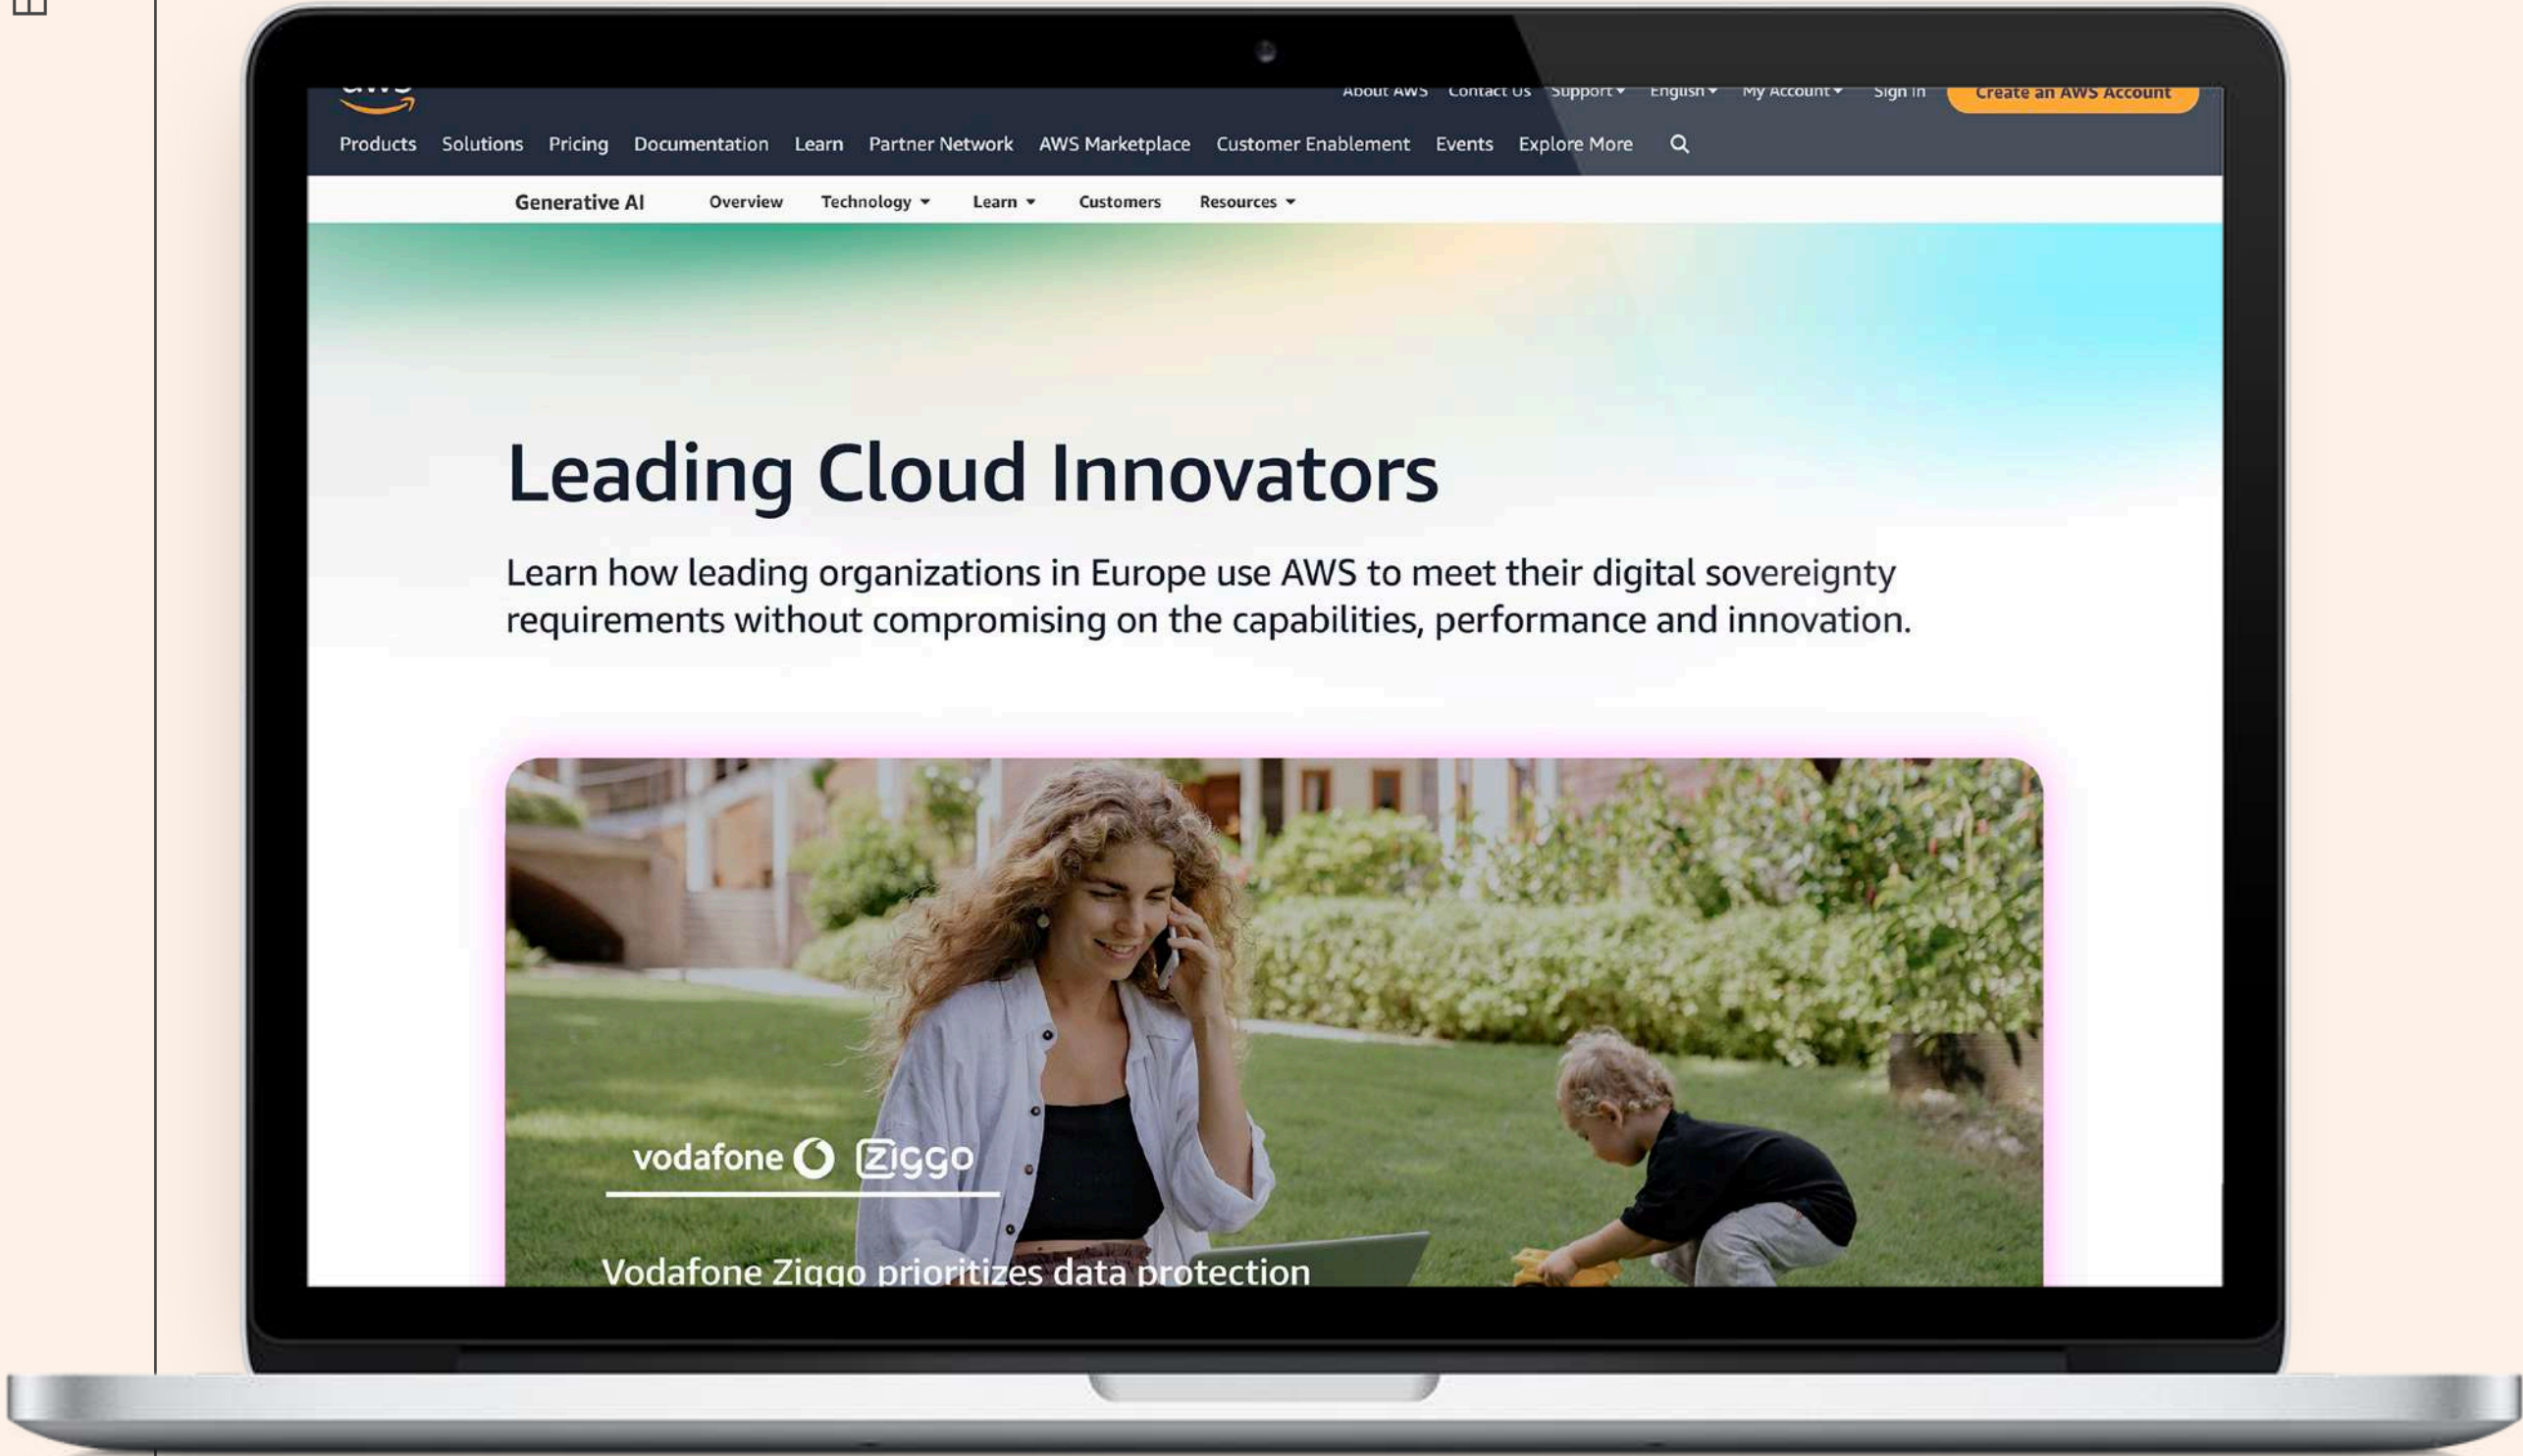 aws
About AWS Contact Us Support English My Account Sign In Create an AWS Account
Products Solutions Pricing Documentation Learn Partner Network AWS Marketplace Customer Enablement Events Explore More
Generative AI Overview Technology Learn Customers Resources
Leading Cloud Innovators
Learn how leading organizations in Europe use AWS to meet their digital sovereignty
requirements without compromising on the capabilities, performance and innovation.
vodafone Ziggo
Vodafone Ziggo prioritizes data protection